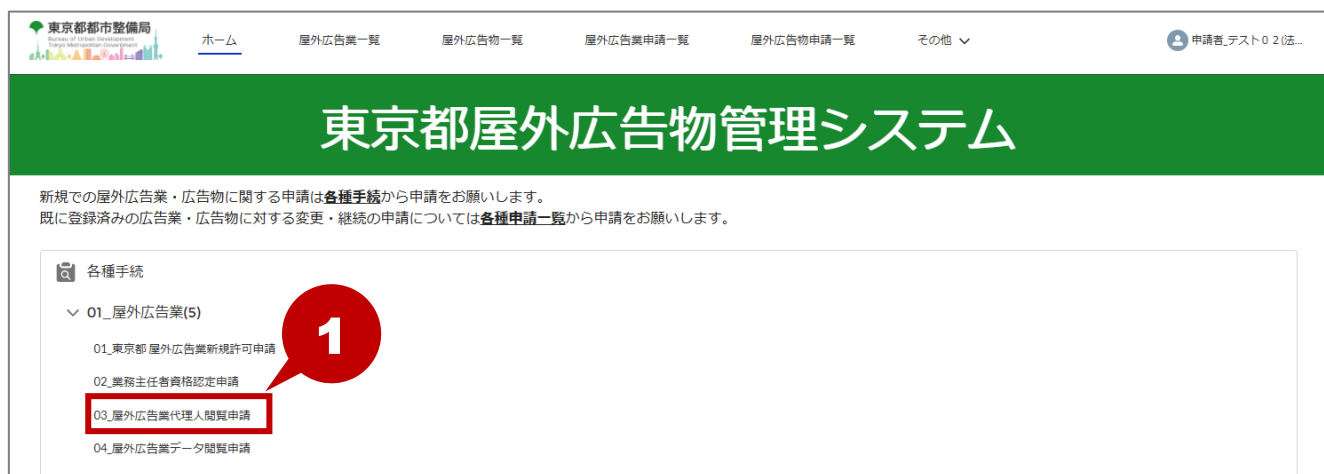 東京都都市整備局
Bureau of Urban Development
Tokyo Metropolitan Government
ホーム
屋外広告業一覧
屋外広告物一覧
屋外広告業申請一覧
屋外広告物申請一覧
その他
申請者_テスト０２(法...
東京都屋外広告物管理システム
新規での屋外広告業・広告物に関する申請は各種手続から申請をお願いします。
既に登録済みの広告業・広告物に対する変更・継続の申請については各種申請一覧から申請をお願いします。
各種手続
01_屋外広告業(5)
1
01_東京都 屋外広告業新規許可申請
02_業務主任者資格認定申請
03_屋外広告業代理人閲覧申請
04_屋外広告業データ閲覧申請